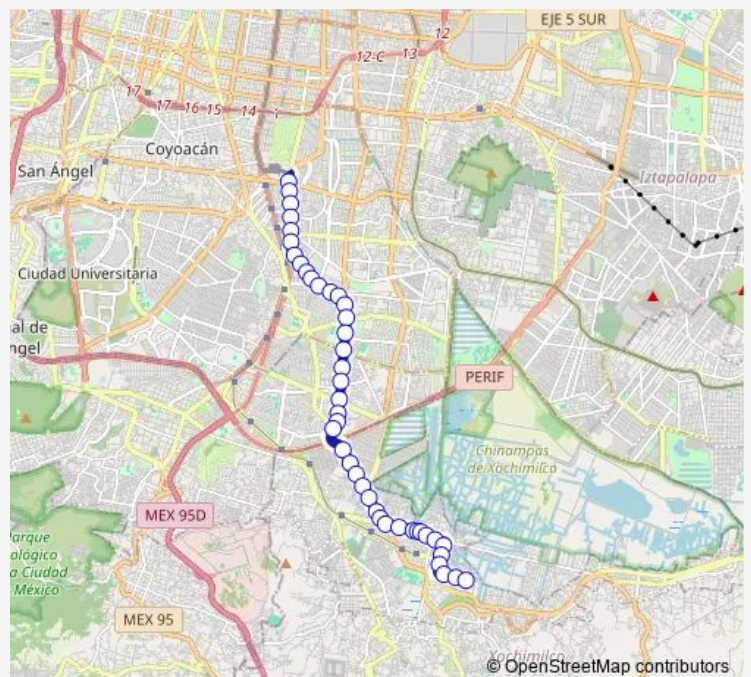 EJE 5 SUR
12
12-C
13
17
17
16
15
14
Coyoacán
San Ángel
Iztapalapa
Ciudad Universitaria
al de
ngel
PERIF
Chinampas
de Xochimilco
MEX 95D
arque
ológico
a Ciudad
México
MEX 95
Xochimilco
© OpenStreetMap contributors